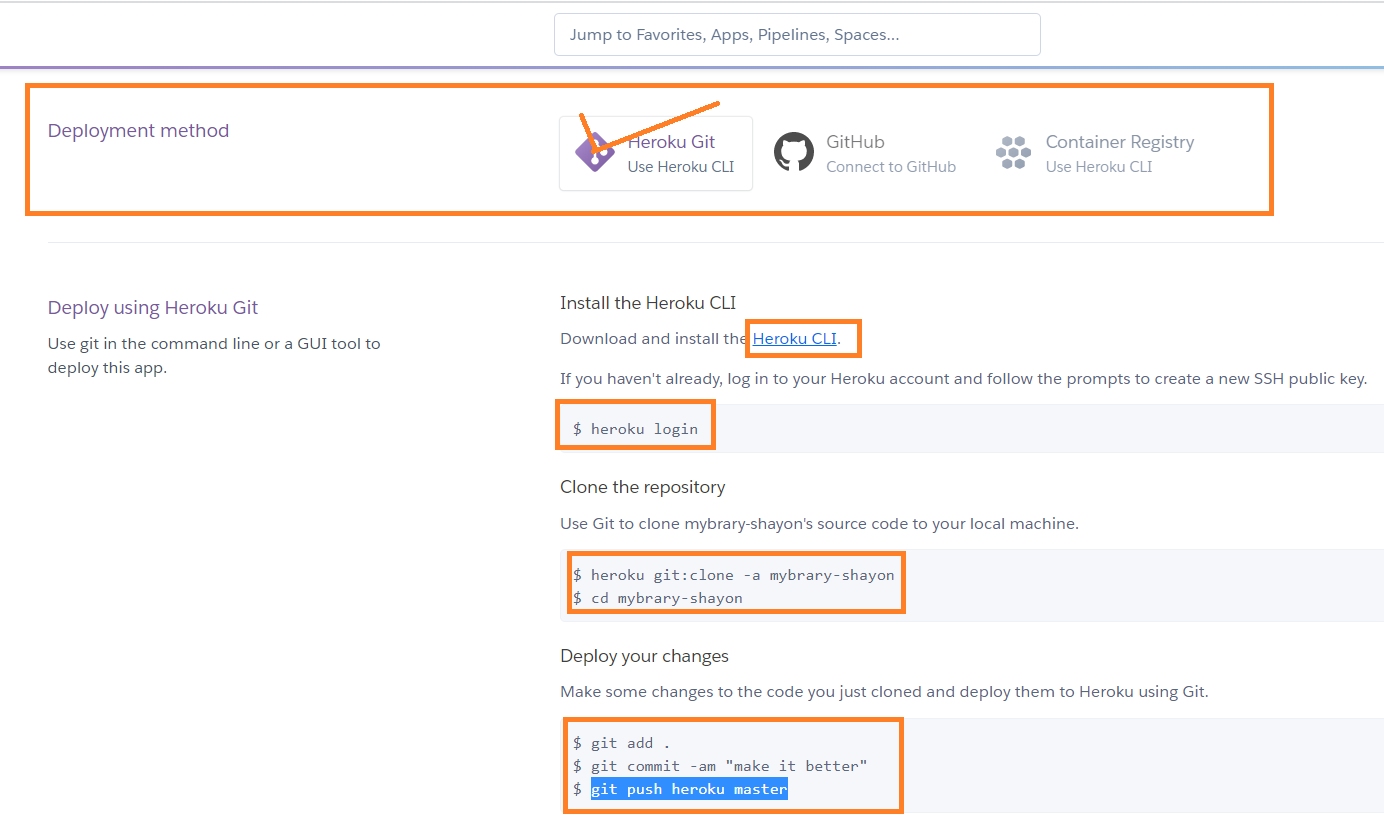 Jump to Favorites, Apps, Pipelines, Spaces...
Deployment method
Heroku Git
Use Heroku CLI
GitHub
Connect to GitHub
Container Registry
Use Heroku CLI
Deploy using Heroku Git
Use git in the command line or a GUI tool to
deploy this app.
Install the Heroku CLI
Download and install the Heroku CLI.
If you haven't already, log in to your Heroku account and follow the prompts to create a new SSH public key.
$ heroku login
Clone the repository
Use Git to clone mybrary-shayon's source code to your local machine.
$ heroku git:clone -a mybrary-shayon
$ cd mybrary-shayon
Deploy your changes
Make some changes to the code you just cloned and deploy them to Heroku using Git.
$ git add .
$ git commit -am "make it better"
$ git push heroku master